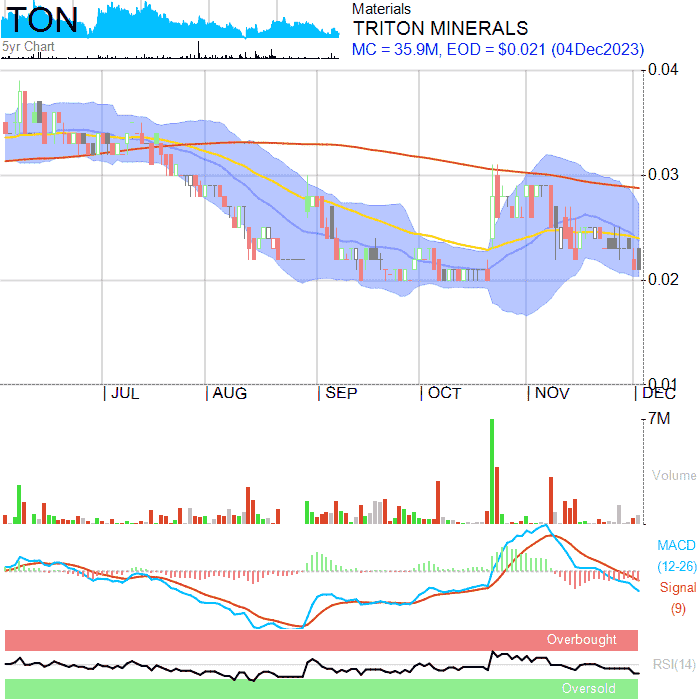 TON
5yr Chart
Materials
TRITON MINERALS
MC = 35.9M, EOD = $0.021 (04Dec2023)
0.04
0.03
0.02
0.01
JUL AUG SEP OCT NOV DEC
7M
Volume
MACD
(12-26)
Signal
(9)
Overbought
RSI(14)
Oversold